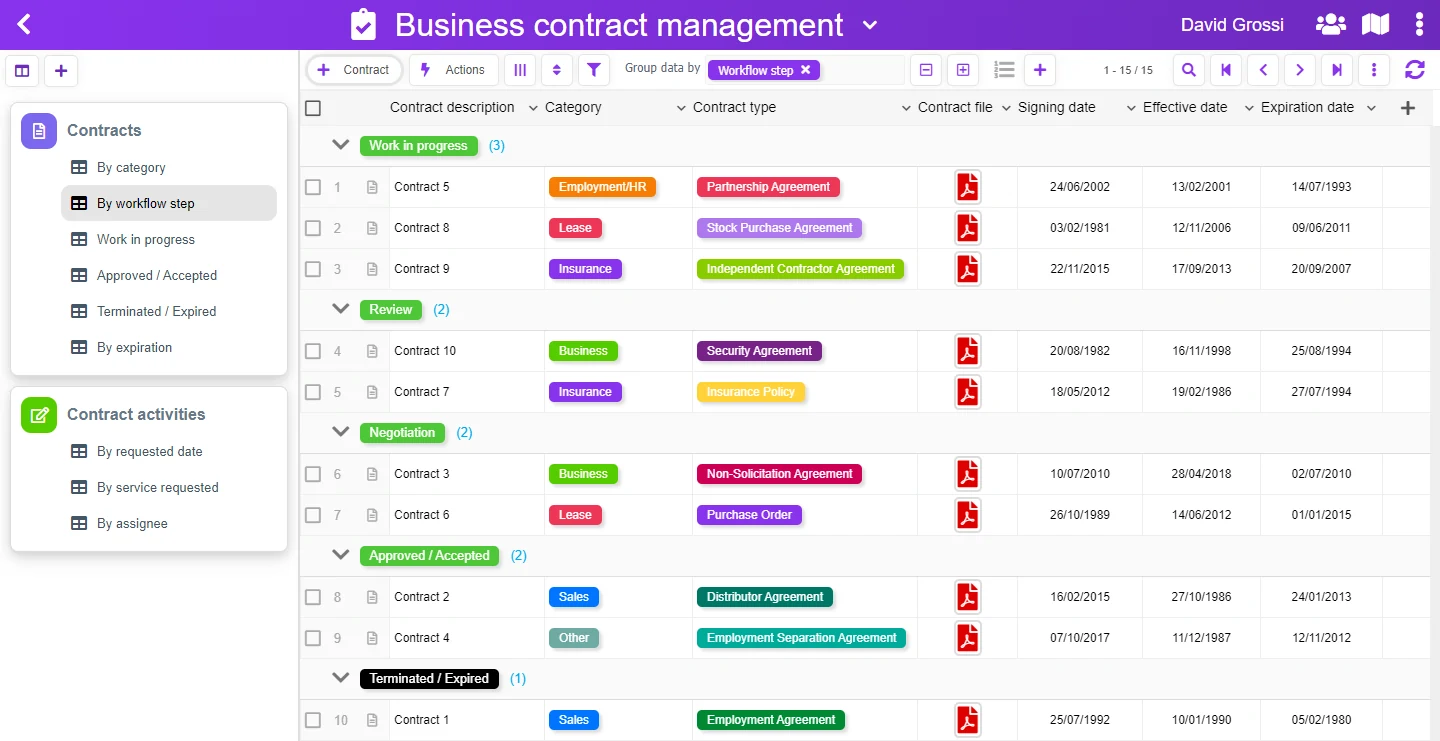 Business contract management
David Grossi
Contract
Actions
Group data by
Workflow step
1 - 15 / 15
Contracts
By category
By workflow step
Work in progress
Approved / Accepted
Terminated / Expired
By expiration
Contract activities
By requested date
By service requested
By assignee
Contract description Category Contract type Contract file Signing date Effective date Expiration date
Work in progress (3)
1 Contract 5 Employment/HR Partnership Agreement 24/06/2002 13/02/2001 14/07/1993
2 Contract 8 Lease Stock Purchase Agreement 03/02/1981 12/11/2006 09/06/2011
3 Contract 9 Insurance Independent Contractor Agreement 22/11/2015 17/09/2013 20/09/2007
Review (2)
4 Contract 10 Business Security Agreement 20/08/1982 16/11/1998 25/08/1994
5 Contract 7 Insurance Insurance Policy 18/05/2012 19/02/1986 27/07/1994
Negotiation (2)
6 Contract 3 Business Non-Solicitation Agreement 10/07/2010 28/04/2018 02/07/2010
7 Contract 6 Lease Purchase Order 26/10/1989 14/06/2012 01/01/2015
Approved / Accepted (2)
8 Contract 2 Sales Distributor Agreement 16/02/2015 27/10/1986 24/01/2013
9 Contract 4 Other Employment Separation Agreement 07/10/2017 11/12/1987 12/11/2012
Terminated / Expired (1)
10 Contract 1 Sales Employment Agreement 25/07/1992 10/01/1990 05/02/1980